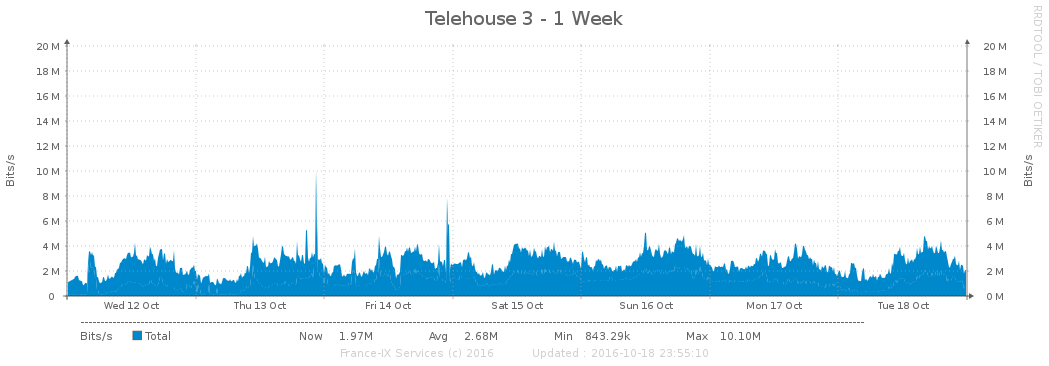 Telehouse 3 - 1 Week
RRDTOOL / TOBI OETIKER
20 M 20 M
18 M 18 M
16 M 16 M
14 M 14 M
12 M 12 M
10 M 10 M
8 M 8 M
6 M 6 M
4 M 4 M
2 M 2 M
0 0 M
Bits/s Bits/s
Wed 12 Oct Thu 13 Oct Fri 14 Oct Sat 15 Oct Sun 16 Oct Mon 17 Oct Tue 18 Oct
Bits/s Total Now 1.97M Avg 2.68M Min 843.29k Max 10.10M
France-IX Services (c) 2016 Updated : 2016-10-18 23:55:10